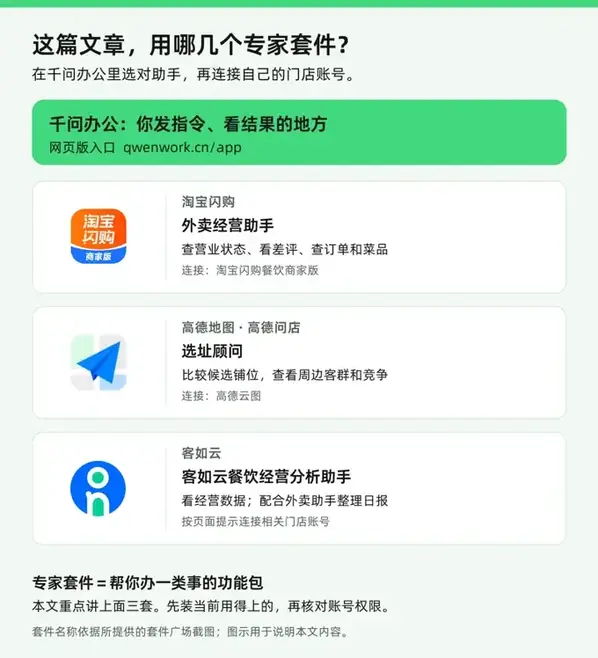 这篇文章，用哪几个专家套件？
在千问办公里选对助手，再连接自己的门店账号。
千问办公：你发指令、看结果的地方
网页版入口 qwenwork.cn/app
淘宝闪购
外卖经营助手
查营业状态、看差评、查订单和菜品
连接：淘宝闪购餐饮商家版
淘宝
闪购
商家版
高德地图·高德问店
选址顾问
比较候选铺位，查看周边客群和竞争
连接：高德云图
客如云
客如云餐饮经营分析助手
看经营数据；配合外卖助手整理日报
按页面提示连接相关门店账号
专家套件＝帮你办一类事的功能包
本文重点讲上面三套。先装当前用得上的，再核对账号权限。
套件名称依据所提供的套件广场截图；图示用于说明本文内容。